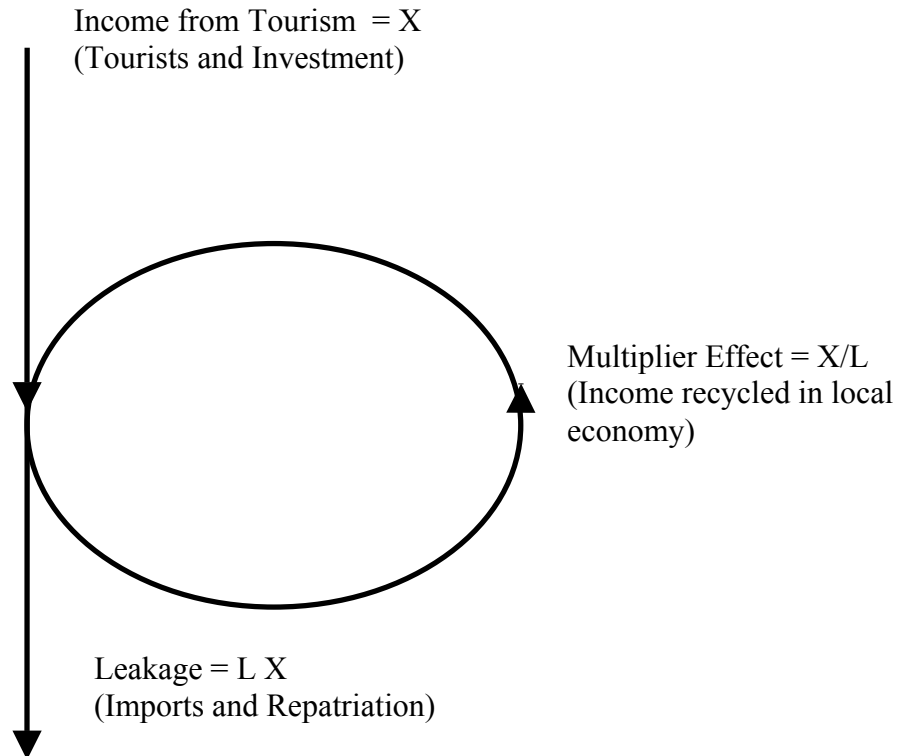 Income from Tourism = X
(Tourists and Investment)
Multiplier Effect = X/L
(Income recycled in local
economy)
Leakage = L X
(Imports and Repatriation)